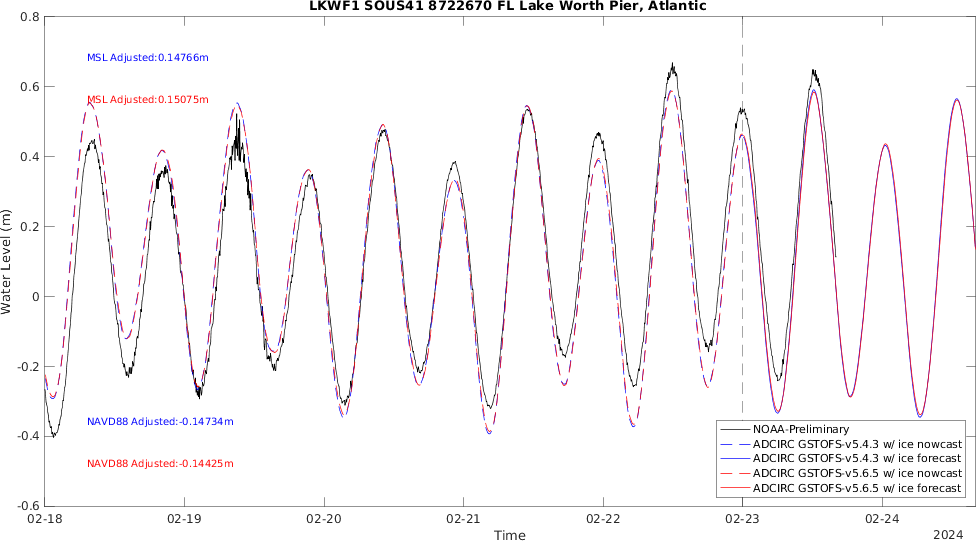 LKWF1 SOUS41 8722670 FL Lake Worth Pier, Atlantic
0.8
0.6
0.4
0.2
0
-0.2
-0.4
-0.6
Water Level (m)
MSL Adjusted:0.14766m
MSL Adjusted:0.15075m
NAVD88 Adjusted:-0.14734m
NAVD88 Adjusted:-0.14425m
NOAA-Preliminary
ADCIRC GSTOFS-v5.4.3 w/ ice nowcast
ADCIRC GSTOFS-v5.4.3 w/ ice forecast
ADCIRC GSTOFS-v5.6.5 w/ ice nowcast
ADCIRC GSTOFS-v5.6.5 w/ ice forecast
02-18 02-19 02-20 02-21 02-22 02-23 02-24
Time
2024